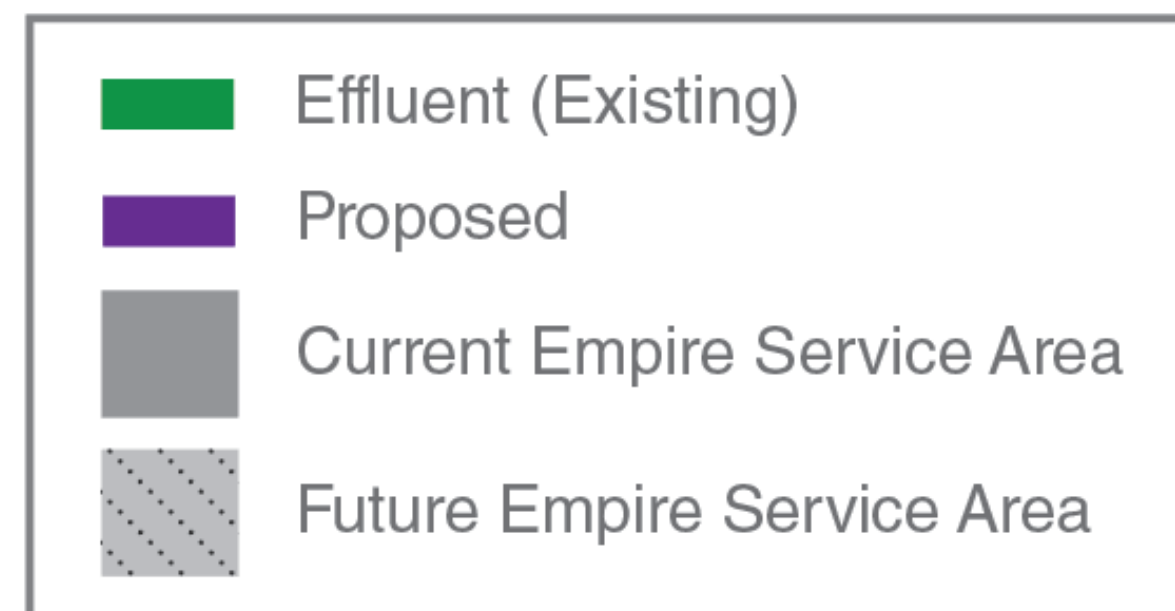 Effluent (Existing)
Proposed
Current Empire Service Area
Future Empire Service Area